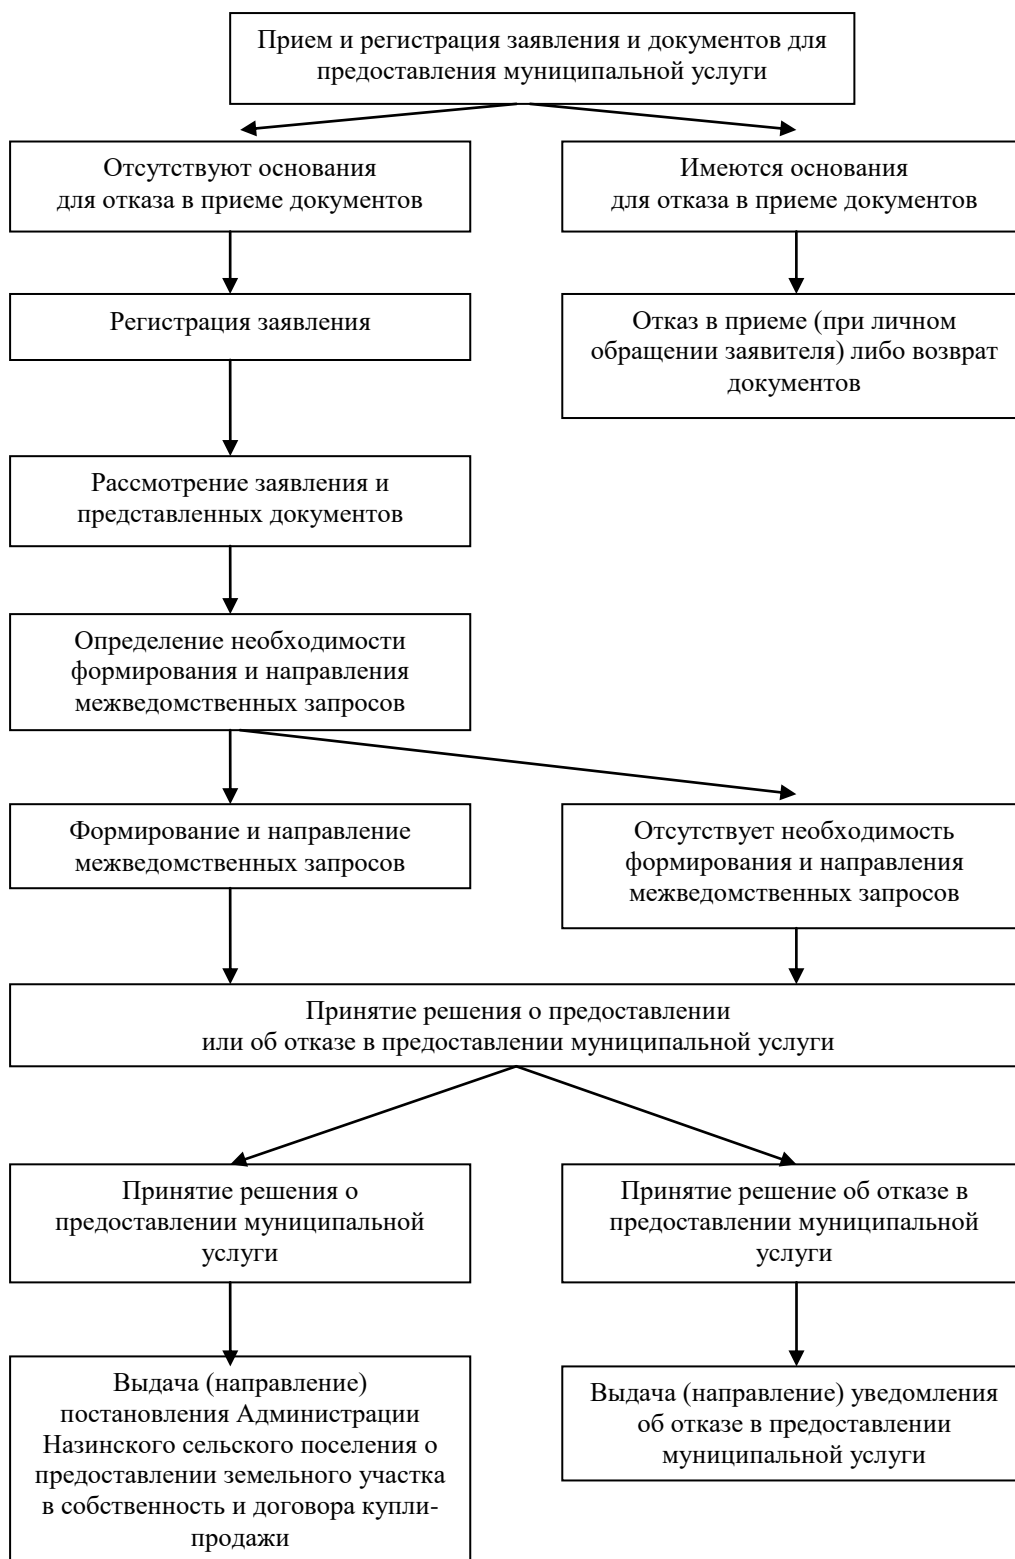 Прием и регистрация заявления и документов для
предоставления муниципальной услуги
Отсутствуют основания
для отказа в приеме документов
Имеются основания
для отказа в приеме документов
Регистрация заявления
Отказ в приеме (при личном
обращении заявителя) либо возврат
документов
Рассмотрение заявления и
представленных документов
Определение необходимости
формирования и направления
межведомственных запросов
Формирование и направление
межведомственных запросов
Отсутствует необходимость
формирования и направления
межведомственных запросов
Принятие решения о предоставлении
или об отказе в предоставлении муниципальной услуги
Принятие решения о
предоставлении муниципальной
услуги
Принятие решение об отказе в
предоставлении муниципальной
услуги
Выдача (направление)
постановления Администрации
Назинского сельского поселения о
предоставлении земельного участка
в собственность и договора купли-
продажи
Выдача (направление) уведомления
об отказе в предоставлении
муниципальной услуги